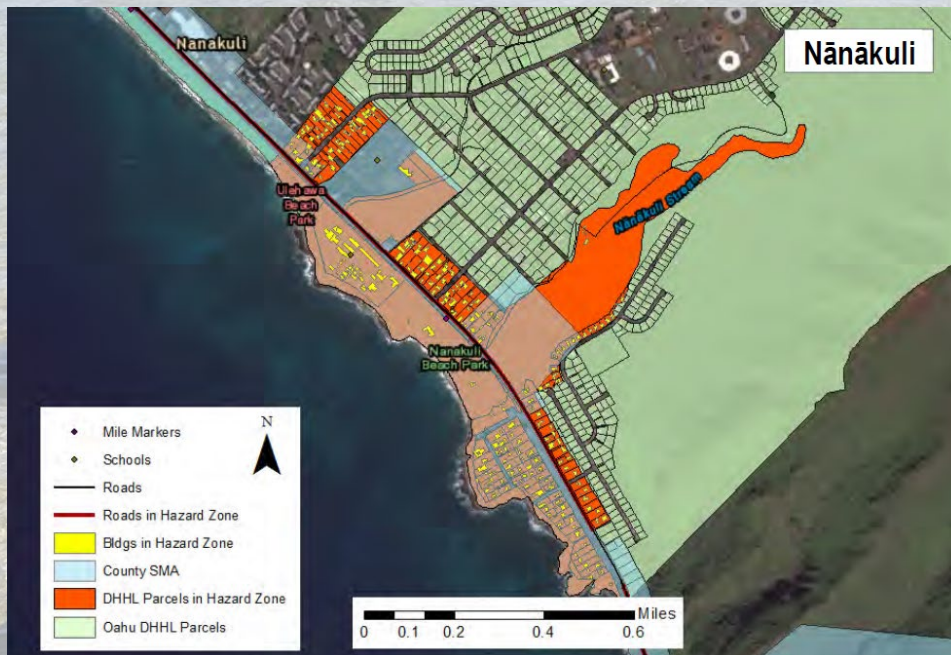 Nānākuli
Nanakuli
Ulehawa
Beach
Park
Nānākuli Stream
Nanakuli
Beach Park
N
Mile Markers
Schools
Roads
Roads in Hazard Zone
Bldgs in Hazard Zone
County SMA
DHHL Parcels in Hazard Zone
Oahu DHHL Parcels
Miles
0 0.1 0.2 0.4 0.6